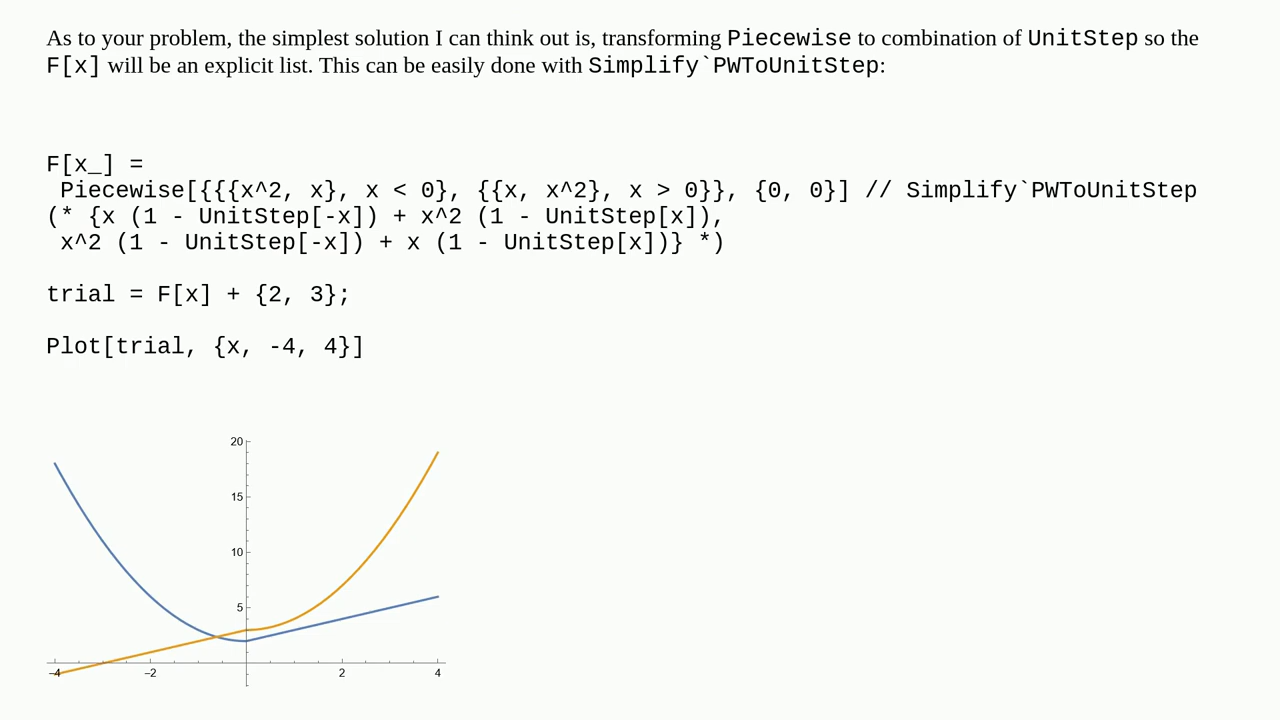 As to your problem, the simplest solution I can think out is, transforming Piecewise to combination of UnitStep so the
F[x] will be an explicit list. This can be easily done with Simplify`PWToUnitStep:
F[x_] =
 Piecewise[{{{x^2, x}, x < 0}, {{x, x^2}, x > 0}}, {0, 0}] // Simplify`PWToUnitStep
(* {x (1 - UnitStep[-x]) + x^2 (1 - UnitStep[x]),
 x^2 (1 - UnitStep[-x]) + x (1 - UnitStep[x])} *)
trial = F[x] + {2, 3};
Plot[trial, {x, -4, 4}]
20
15
10
5
-4 -2 2 4